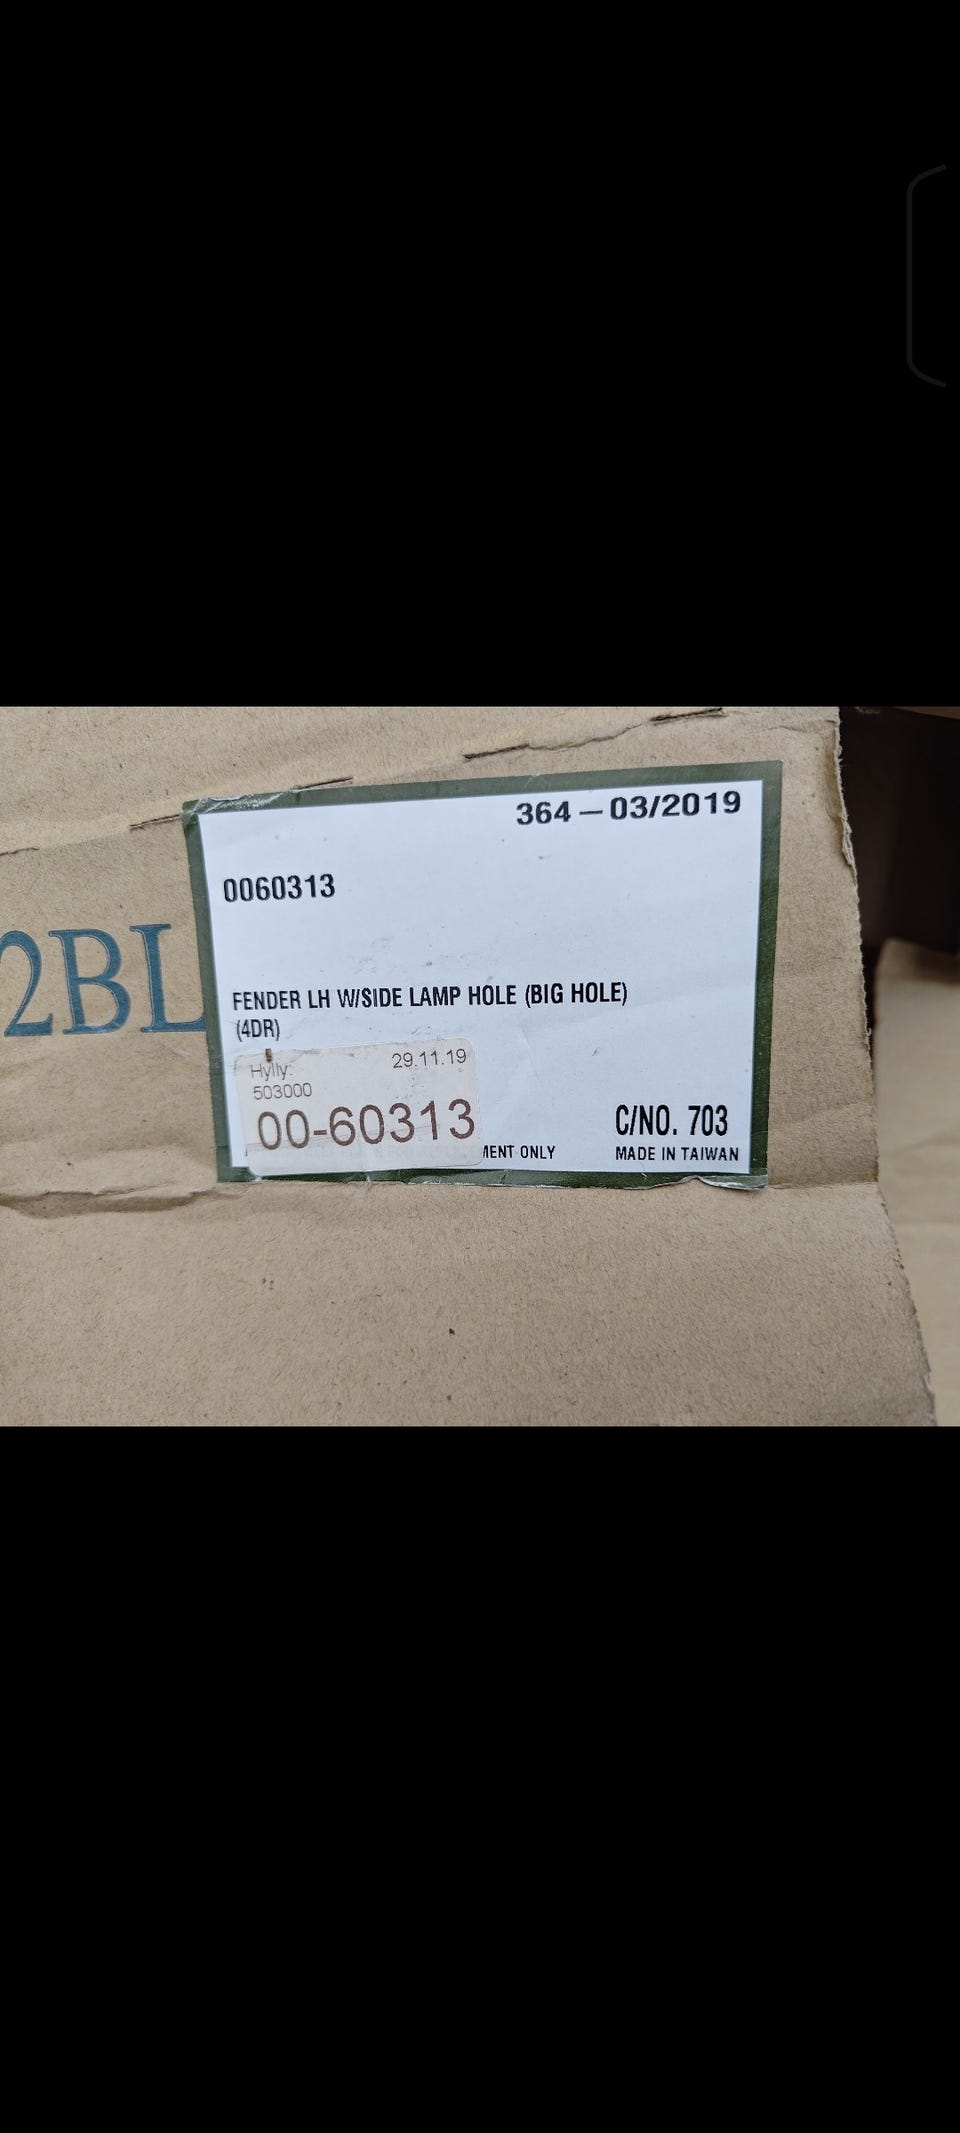 364 – 03/2019
0060313
2BL
FENDER LH W/SIDE LAMP HOLE (BIG HOLE)
(4DR)
Hylly: 29.11.19
503000
00-60313
C/NO. 703
MENT ONLY MADE IN TAIWAN